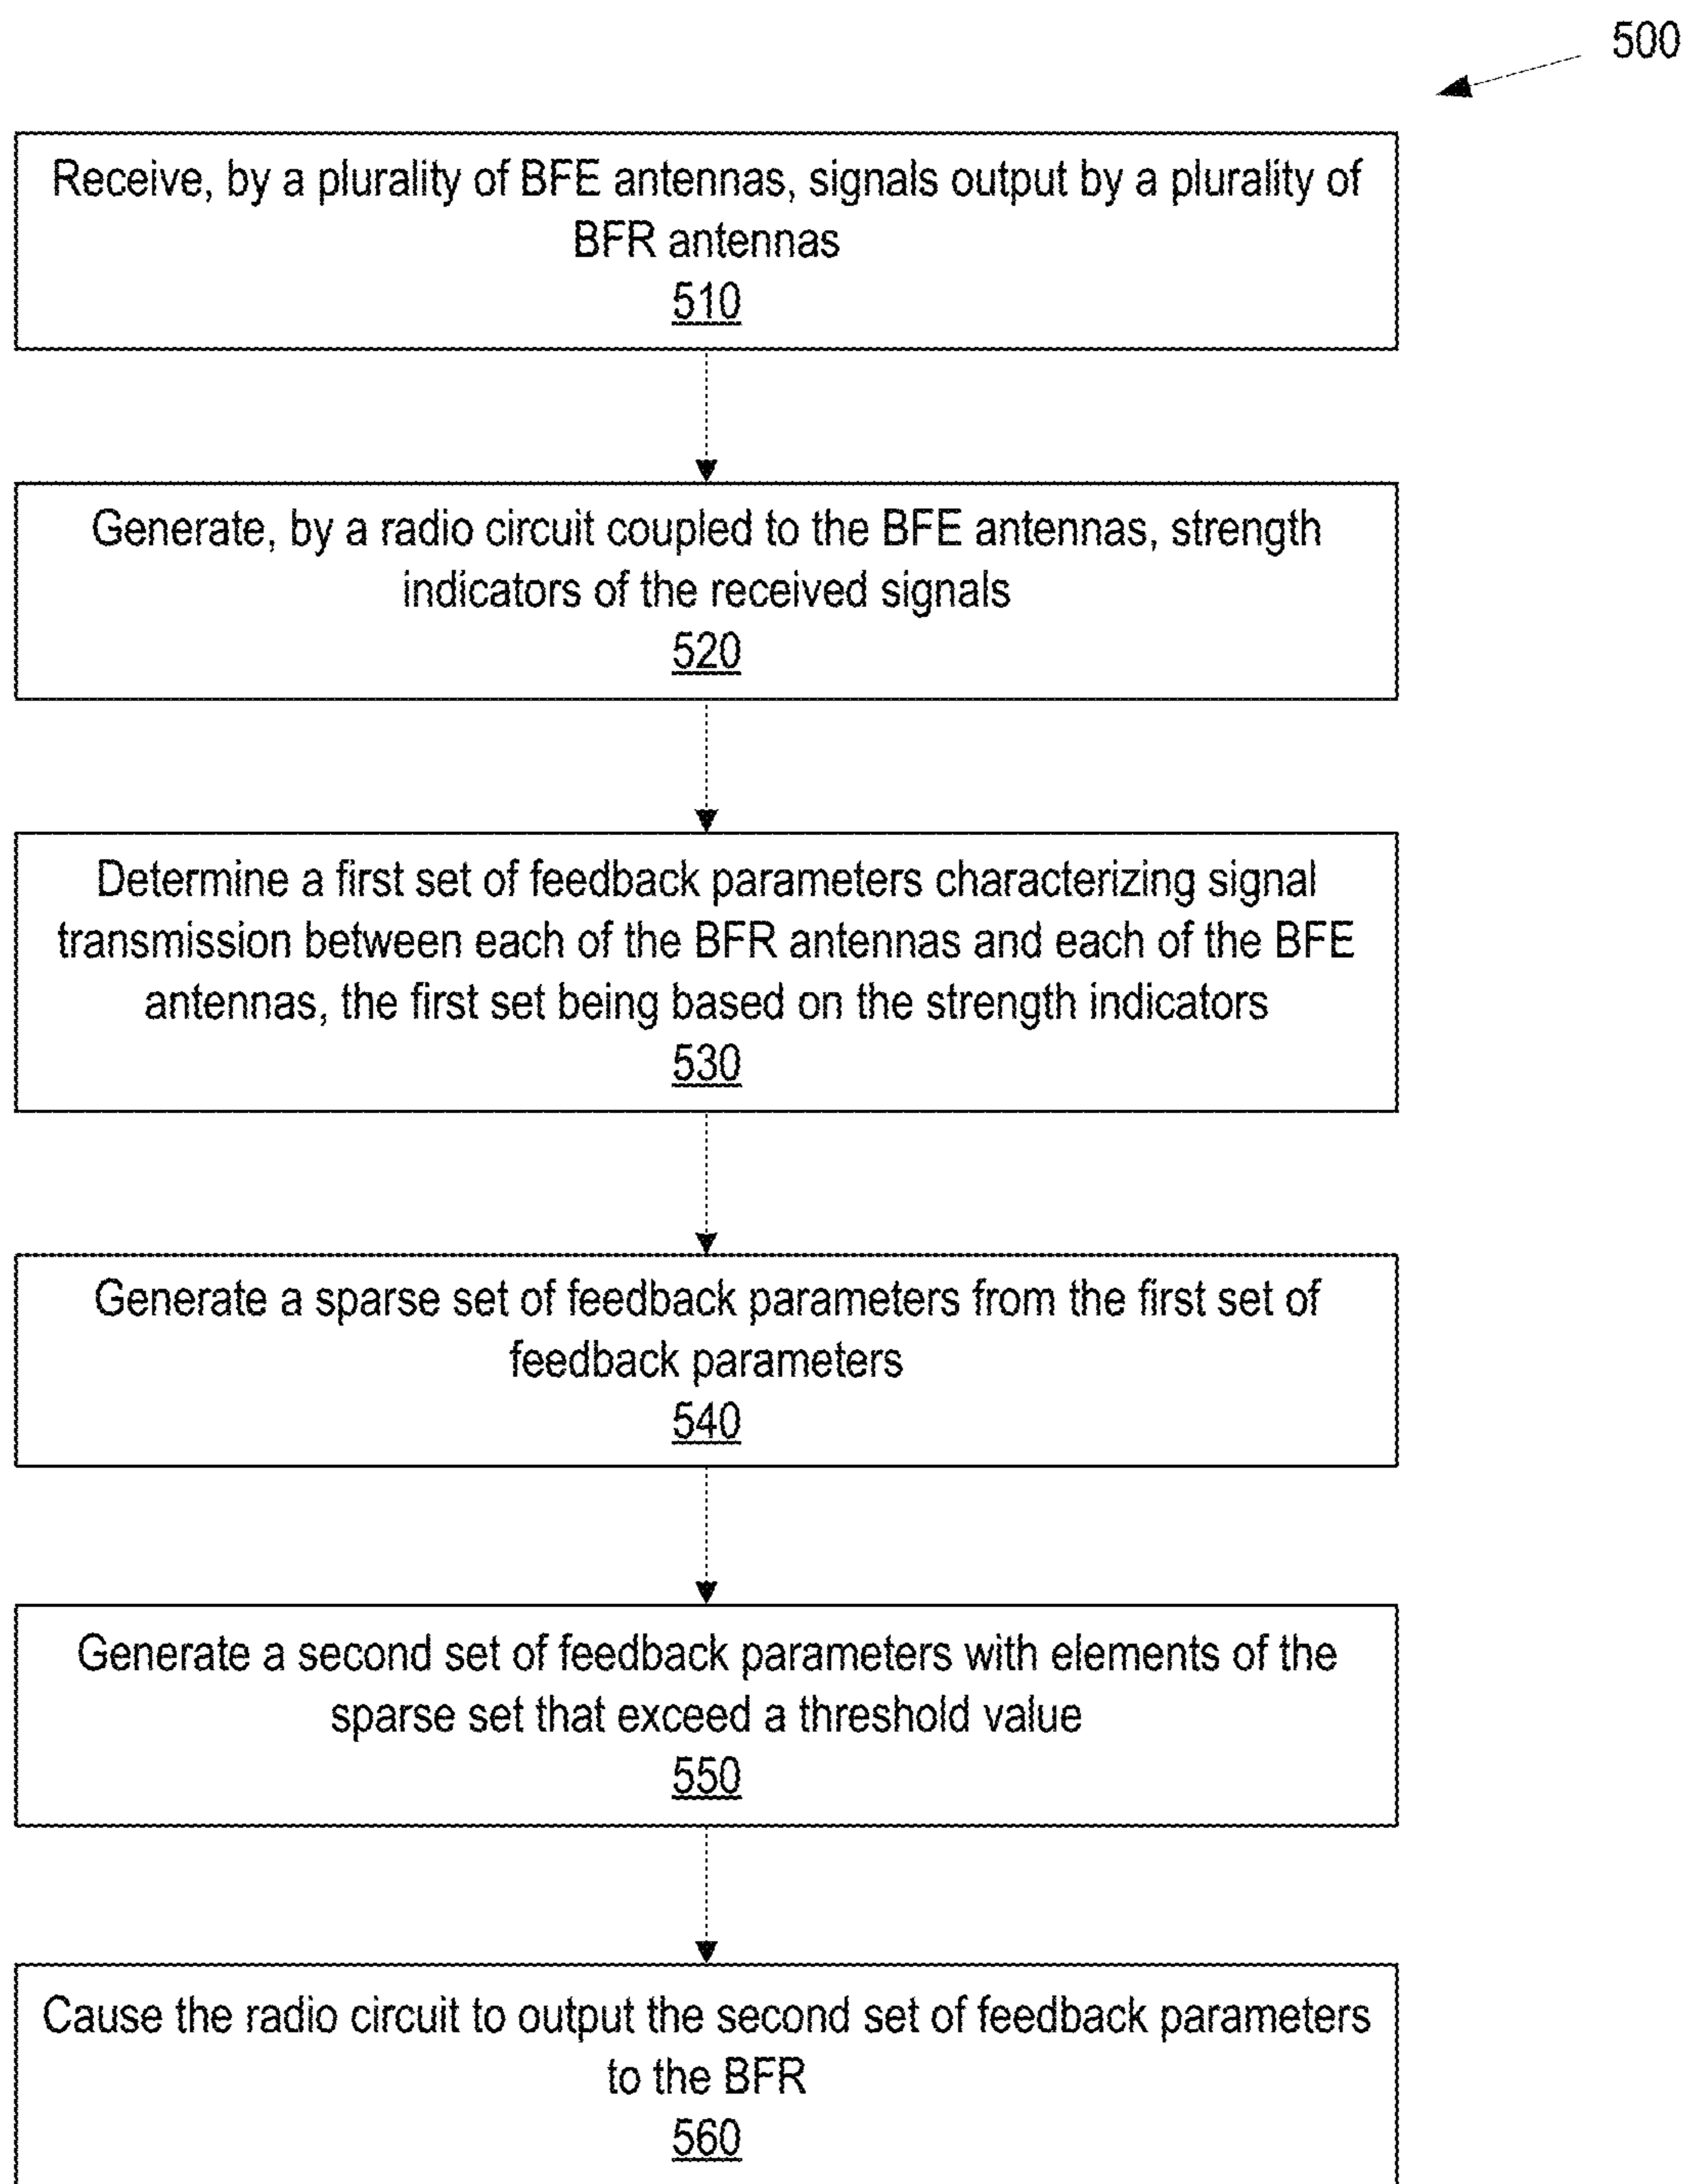 500
Receive, by a plurality of BFE antennas, signals output by a plurality of
BFR antennas
510
Generate, by a radio circuit coupled to the BFE antennas, strength
indicators of the received signals
520
Determine a first set of feedback parameters characterizing signal
transmission between each of the BFR antennas and each of the BFE
antennas, the first set being based on the strength indicators
530
Generate a sparse set of feedback parameters from the first set of
feedback parameters
540
Generate a second set of feedback parameters with elements of the
sparse set that exceed a threshold value
550
Cause the radio circuit to output the second set of feedback parameters
to the BFR
560